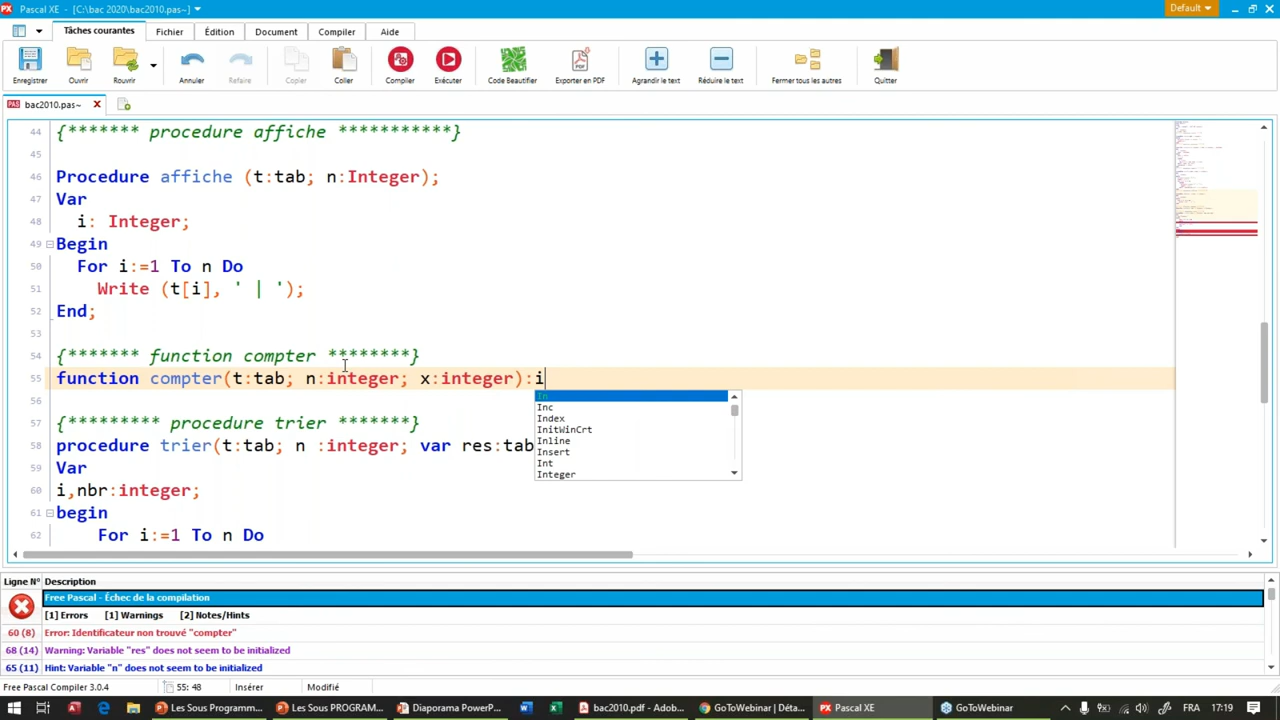 Pascal XE - [C:\bac 2020\bac2010.pas~]
Default
Tâches courantes
Fichier
Édition
Document
Compiler
Aide
Enregistrer
Ouvrir
Rouvrir
Annuler
Refaire
Copier
Coller
Compiler
Exécuter
Code Beautifier
Exporter en PDF
Agrandir le text
Réduire le text
Fermer tous les autres
Quitter
bac2010.pas~
44 {******* procedure affiche ***********}
45
46 Procedure affiche (t:tab; n:Integer);
47 Var
48 i: Integer;
49 Begin
50 For i:=1 To n Do
51 Write (t[i], ' | ');
52 End;
53
54 {******* function compter ********}
55 function compter(t:tab; n:integer; x:integer):i
56
In
Inc
Index
InitWinCrt
Inline
Insert
Int
Integer
57 {********* procedure trier *******}
58 procedure trier(t:tab; n :integer; var res:tab
59 Var
60 i,nbr:integer;
61 begin
62 For i:=1 To n Do
Ligne N° Description
Free Pascal - Échec de la compilation
[1] Errors [1] Warnings [2] Notes/Hints
60 (8) Error: Identificateur non trouvé "compter"
68 (14) Warning: Variable "res" does not seem to be initialized
65 (11) Hint: Variable "n" does not seem to be initialized
Free Pascal Compiler 3.0.4 55: 48 Insérer Modifié
Les Sous Programm... Les Sous PROGRAM... Diaporama PowerP... bac2010.pdf - Adob... GoToWebinar | Déta... Pascal XE GoToWebinar FRA 17:19